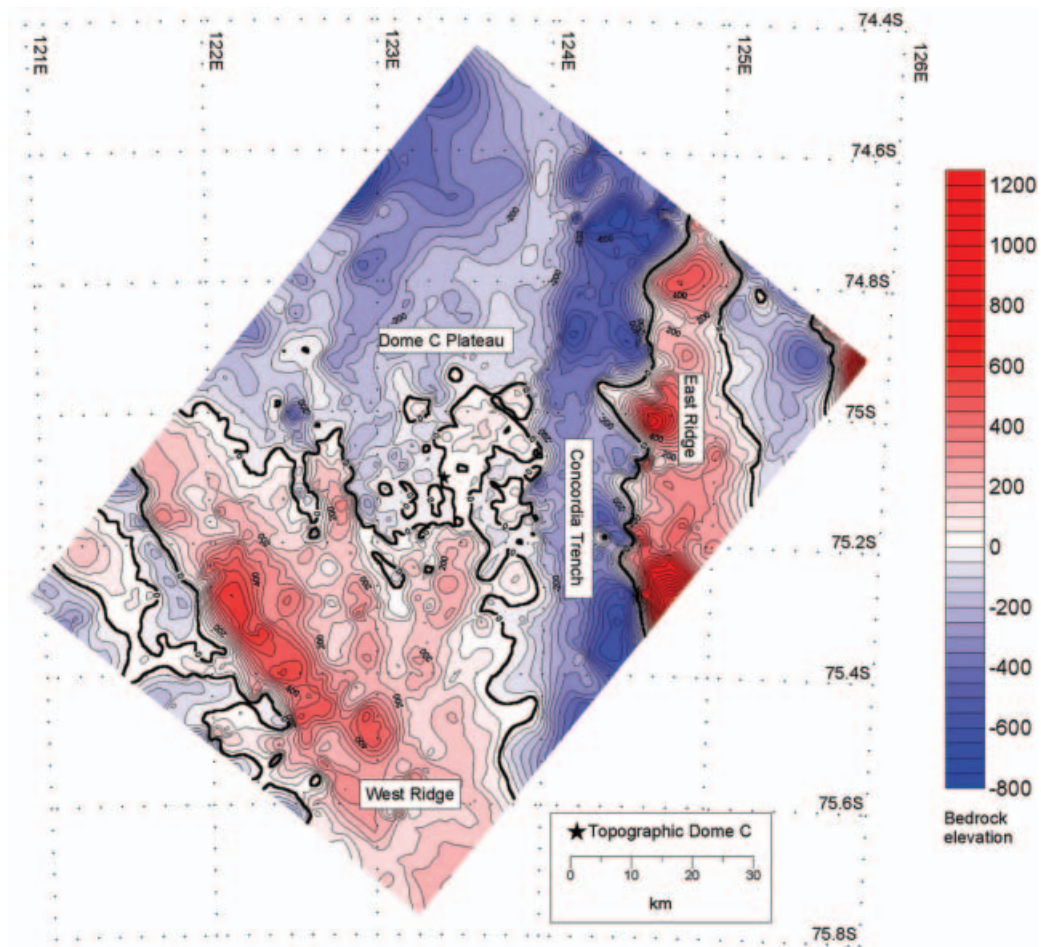 74.4S
121E
122E
123E
124E
125E
126E
74.6S
74.8S
75S
75.2S
75.4S
75.6S
75.8S
Dome C Plateau
East Ridge
Concordia Trench
West Ridge
★ Topographic Dome C
0 10 20 30
km
1200
1000
800
600
400
200
0
-200
-400
-600
-800
Bedrock
elevation